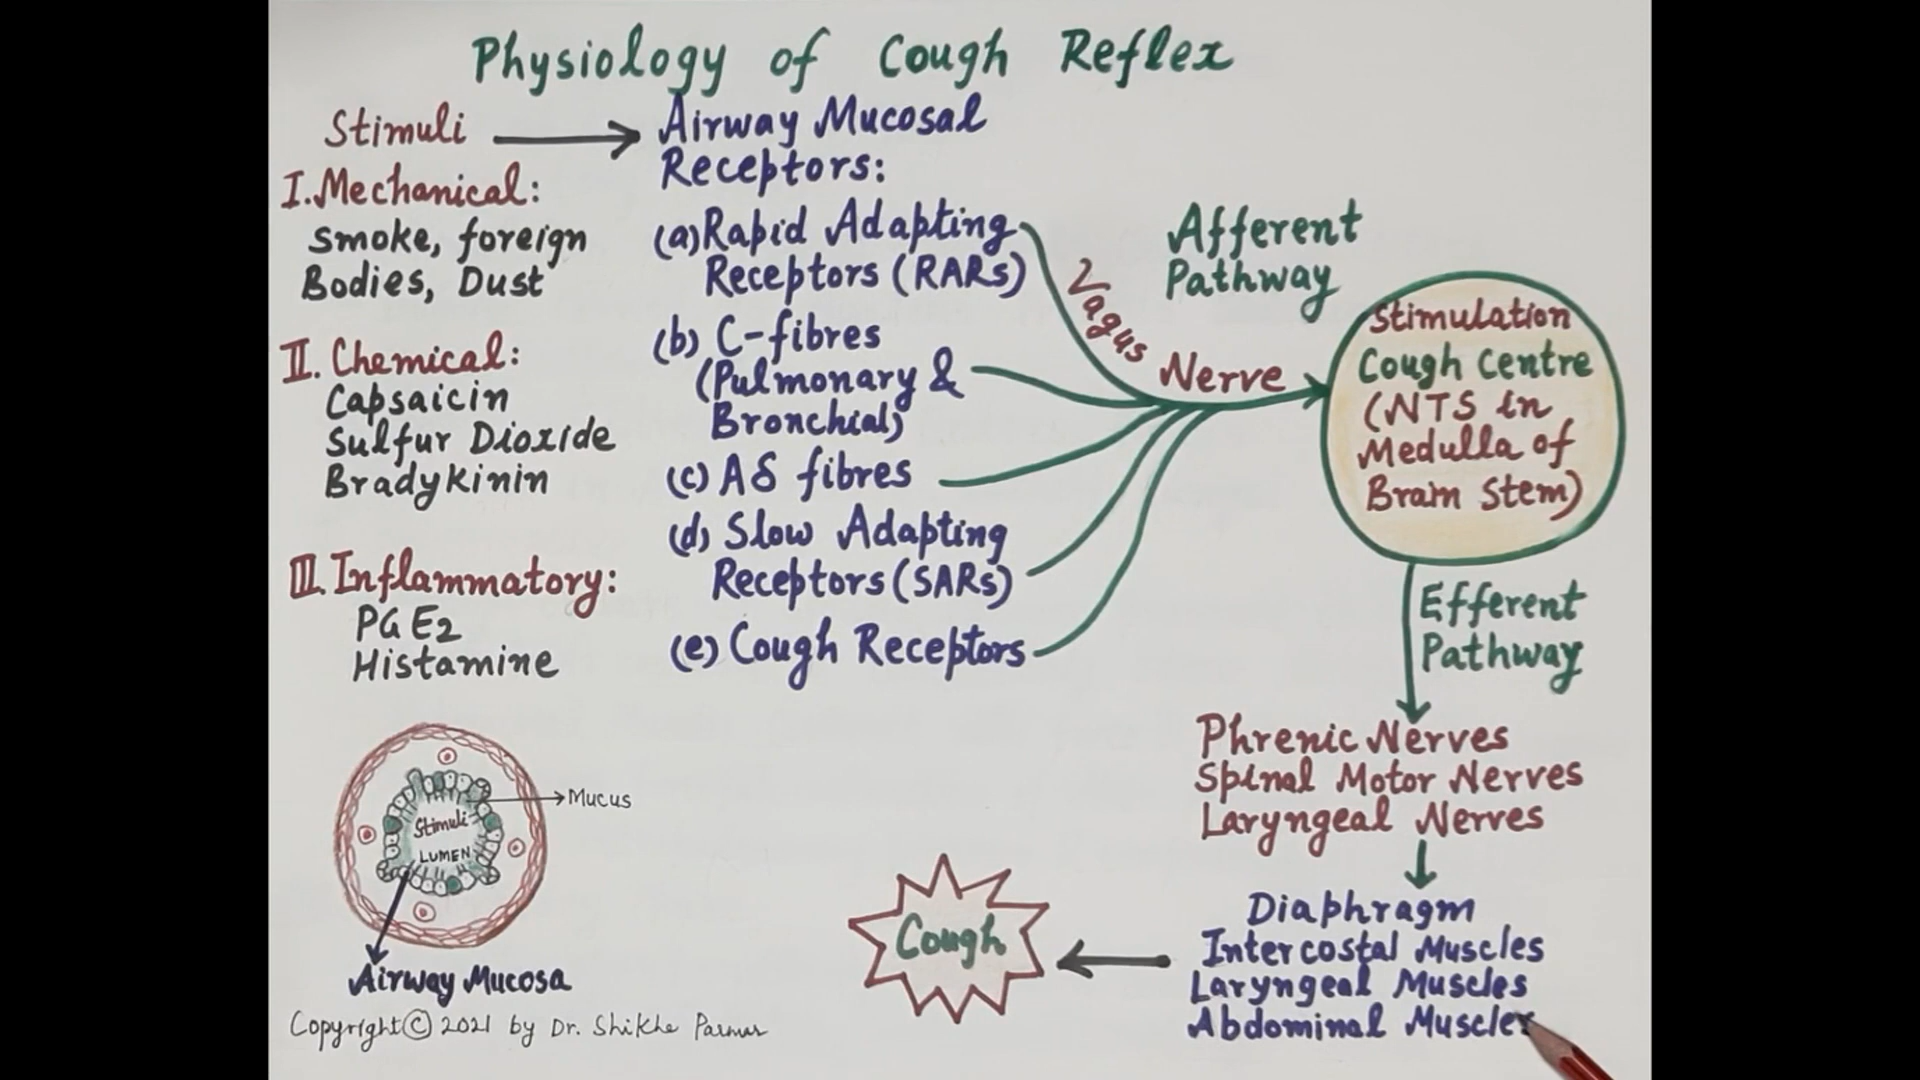 Physiology of Cough Reflex
Stimuli
I. Mechanical:
Smoke, foreign
Bodies, Dust
II. Chemical:
Capsaicin
Sulfur Dioxide
Bradykinin
III. Inflammatory:
PGE2
Histamine
Airway Mucosal
Receptors:
(a) Rapid Adapting
Receptors (RARs)
(b) C-fibres
(Pulmonary &
Bronchial)
(c) Aδ fibres
(d) Slow Adapting
Receptors (SARs)
(e) Cough Receptors
Vagus Nerve
Afferent
Pathway
Stimulation
Cough Centre
(NTS in
Medulla of
Brain Stem)
Efferent
Pathway
Phrenic Nerves
Spinal Motor Nerves
Laryngeal Nerves
Diaphragm
Intercostal Muscles
Laryngeal Muscles
Abdominal Muscles
Cough
Mucus
Stimuli
LUMEN
Airway Mucosa
Copyright © 2021 by Dr. Shikha Parmar